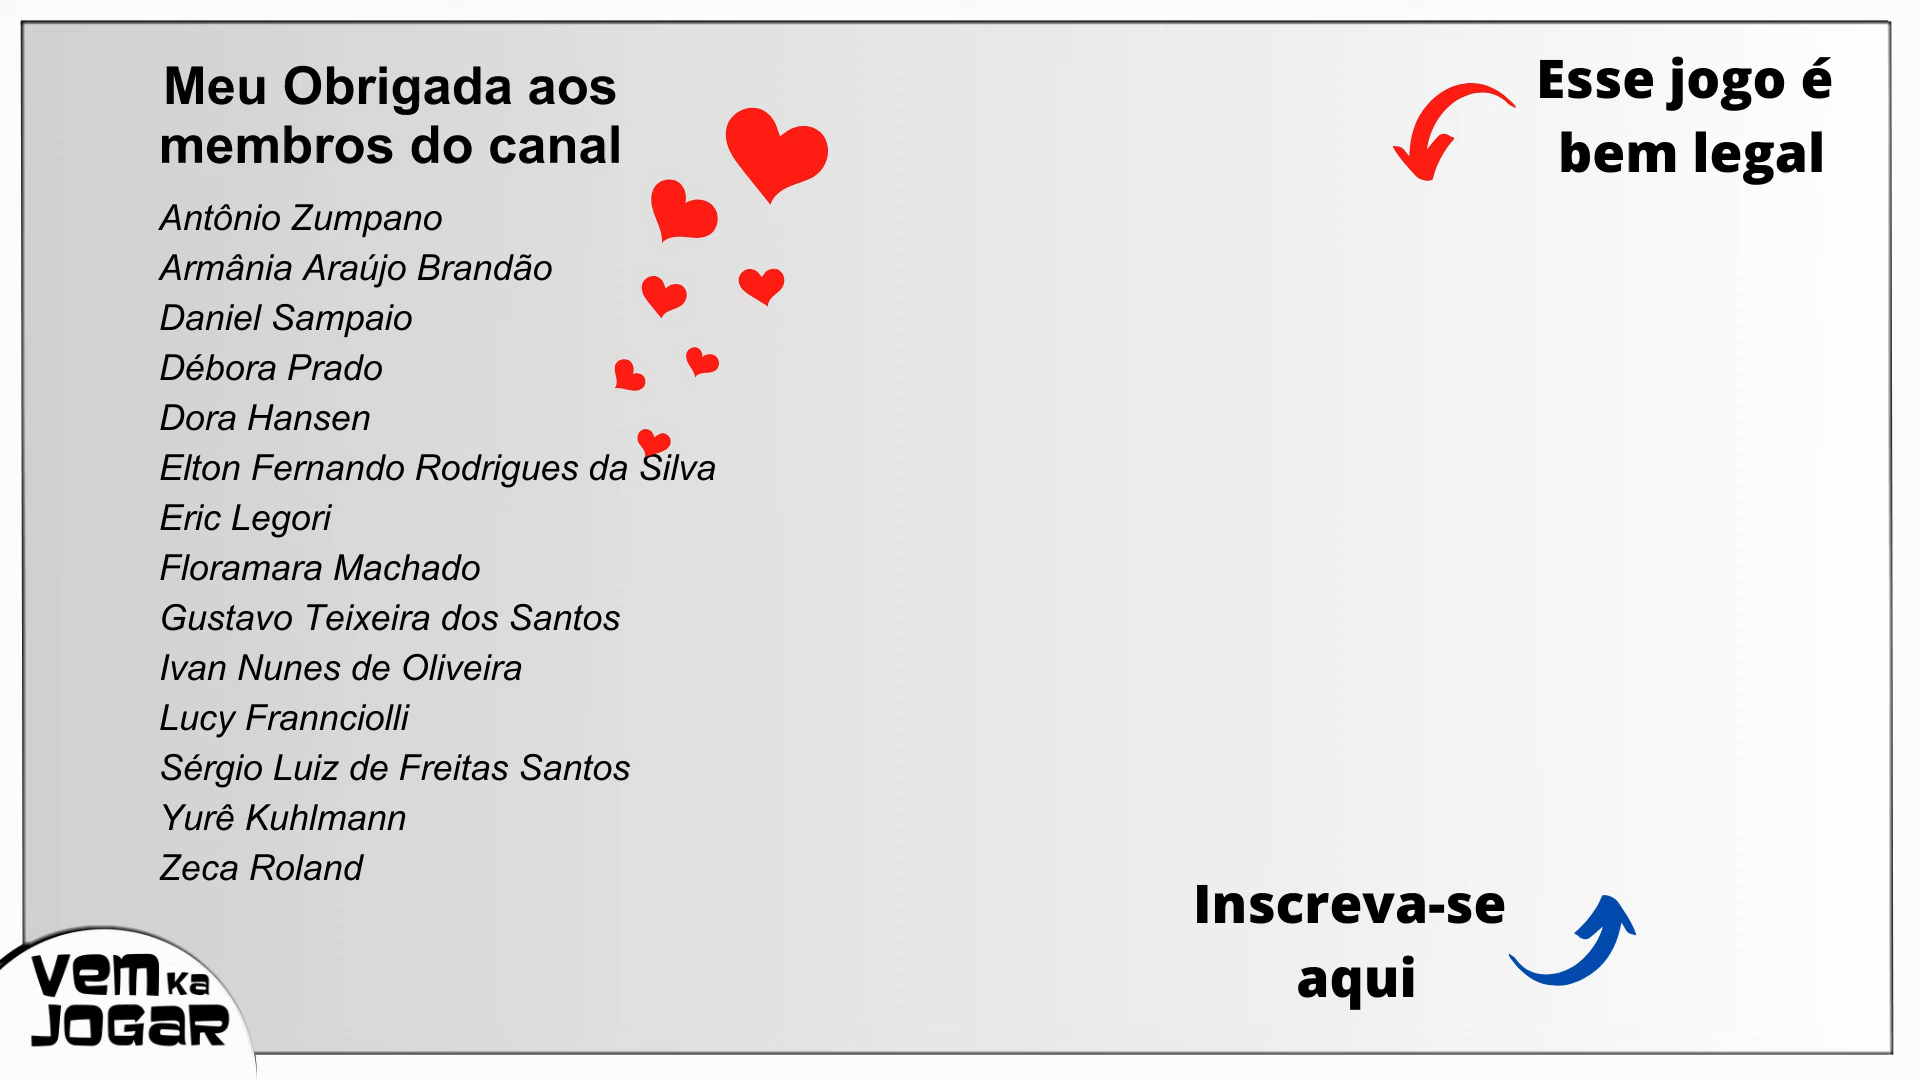 Meu Obrigada aos
membros do canal
Antônio Zumpano
Armânia Araújo Brandão
Daniel Sampaio
Débora Prado
Dora Hansen
Elton Fernando Rodrigues da Silva
Eric Legori
Floramara Machado
Gustavo Teixeira dos Santos
Ivan Nunes de Oliveira
Lucy Frannciolli
Sérgio Luiz de Freitas Santos
Yurê Kuhlmann
Zeca Roland
Esse jogo é
bem legal
Inscreva-se
aqui
Vem Ka
JOGAR